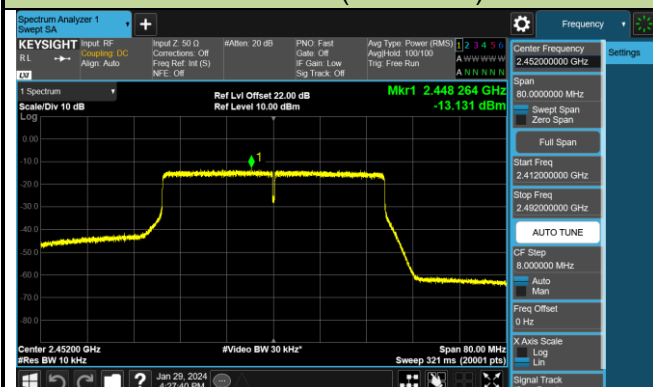 Spectrum Analyzer 1
Swept SA
+
Frequency
KEYSIGHT
RL
LXI
Input: RF
Coupling: DC
Align: Auto
Input Z: 50 Ω
Corrections: Off
Freq Ref: Int (S)
NFE: Off
#Atten: 20 dB
PNO: Fast
Gate: Off
IF Gain: Low
Sig Track: Off
Avg Type: Power (RMS)
Avg|Hold: 100/100
Trig: Free Run
1 2 3 4 5 6
A W W W W W
A N N N N N
1 Spectrum
Scale/Div 10 dB
Log
Ref Lvl Offset 22.00 dB
Ref Level 10.00 dBm
Mkr1 2.448 264 GHz
-13.131 dBm
0.00
-10.0
-20.0
-30.0
-40.0
-50.0
-60.0
-70.0
-80.0
1
Center 2.45200 GHz
#Res BW 10 kHz
#Video BW 30 kHz*
Span 80.00 MHz
Sweep 321 ms (20001 pts)
Center Frequency
2.452000000 GHz
Settings
Span
80.0000000 MHz
Swept Span
Zero Span
Full Span
Start Freq
2.412000000 GHz
Stop Freq
2.492000000 GHz
AUTO TUNE
CF Step
8.000000 MHz
Auto
Man
Freq Offset
0 Hz
X Axis Scale
Log
Lin
Signal Track
?
Jan 29, 2024
4:27:40 PM